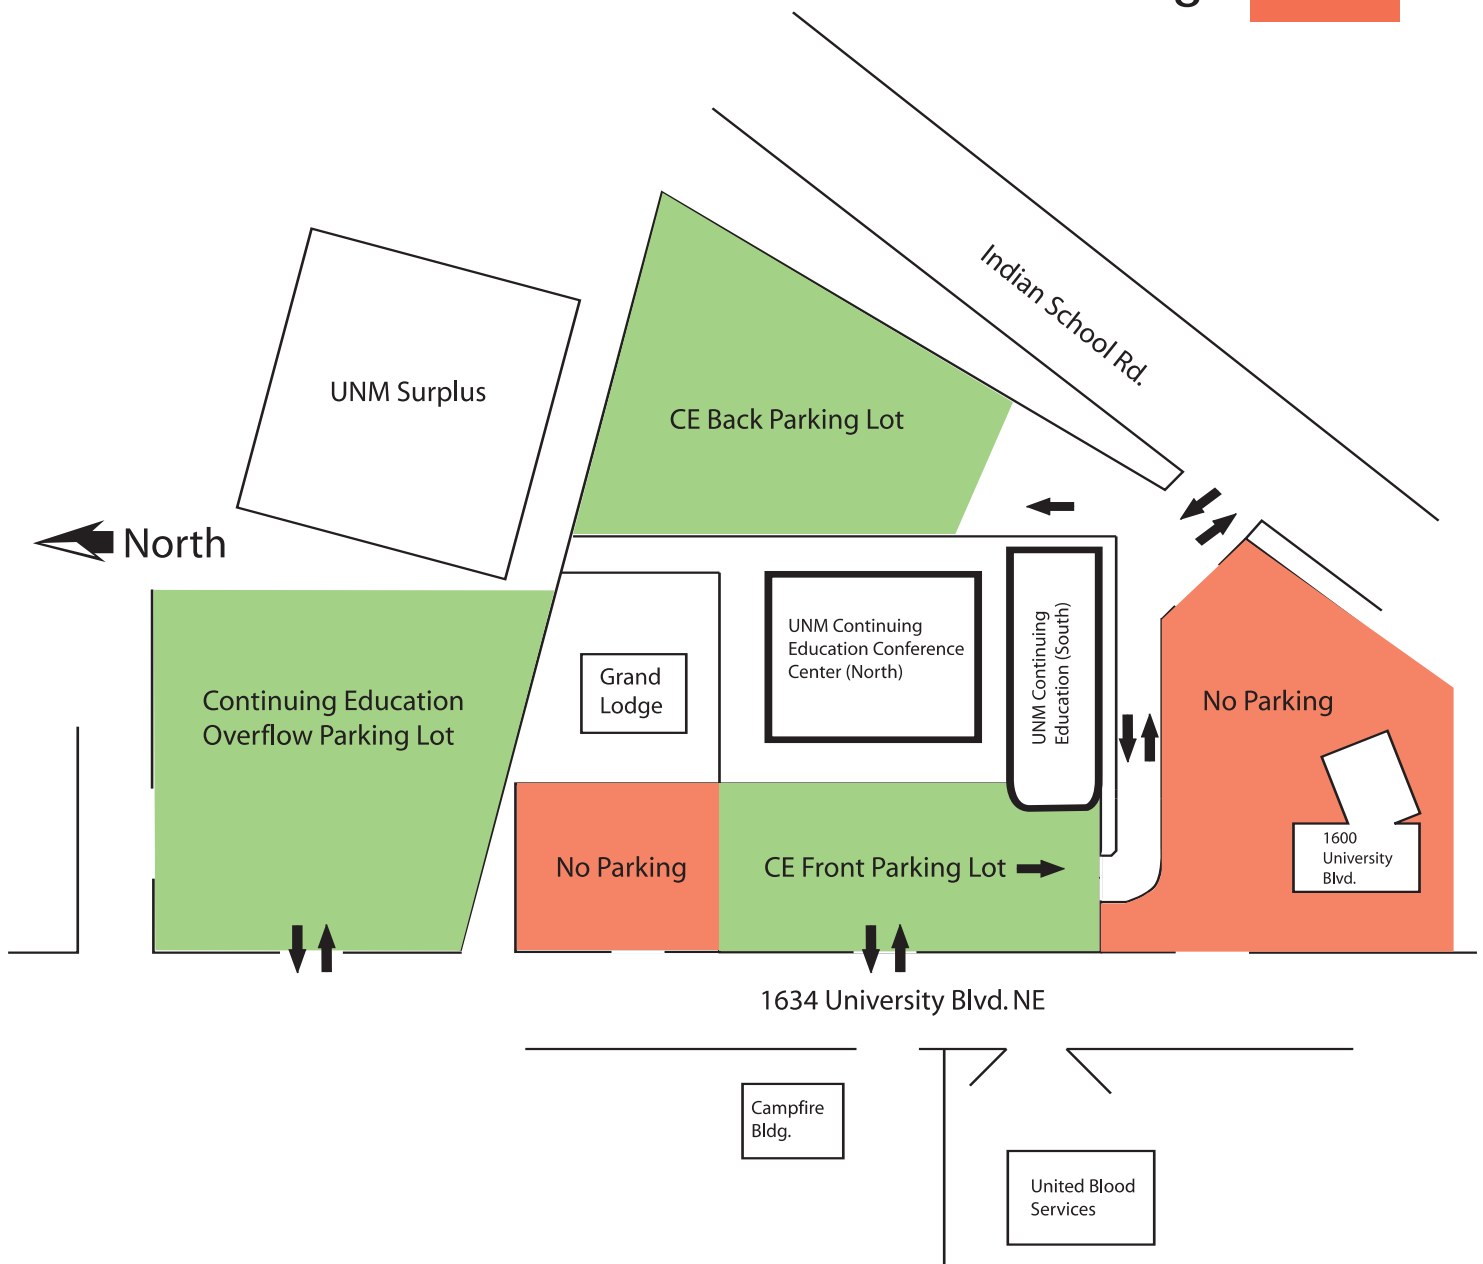 Indian School Rd.
UNM Surplus
CE Back Parking Lot
North
UNM Continuing
Education Conference
Center (North)
UNM Continuing
Education (South)
Grand
Lodge
Continuing Education
Overflow Parking Lot
No Parking
No Parking
CE Front Parking Lot
1600
University
Blvd.
1634 University Blvd. NE
Campfire
Bldg.
United Blood
Services